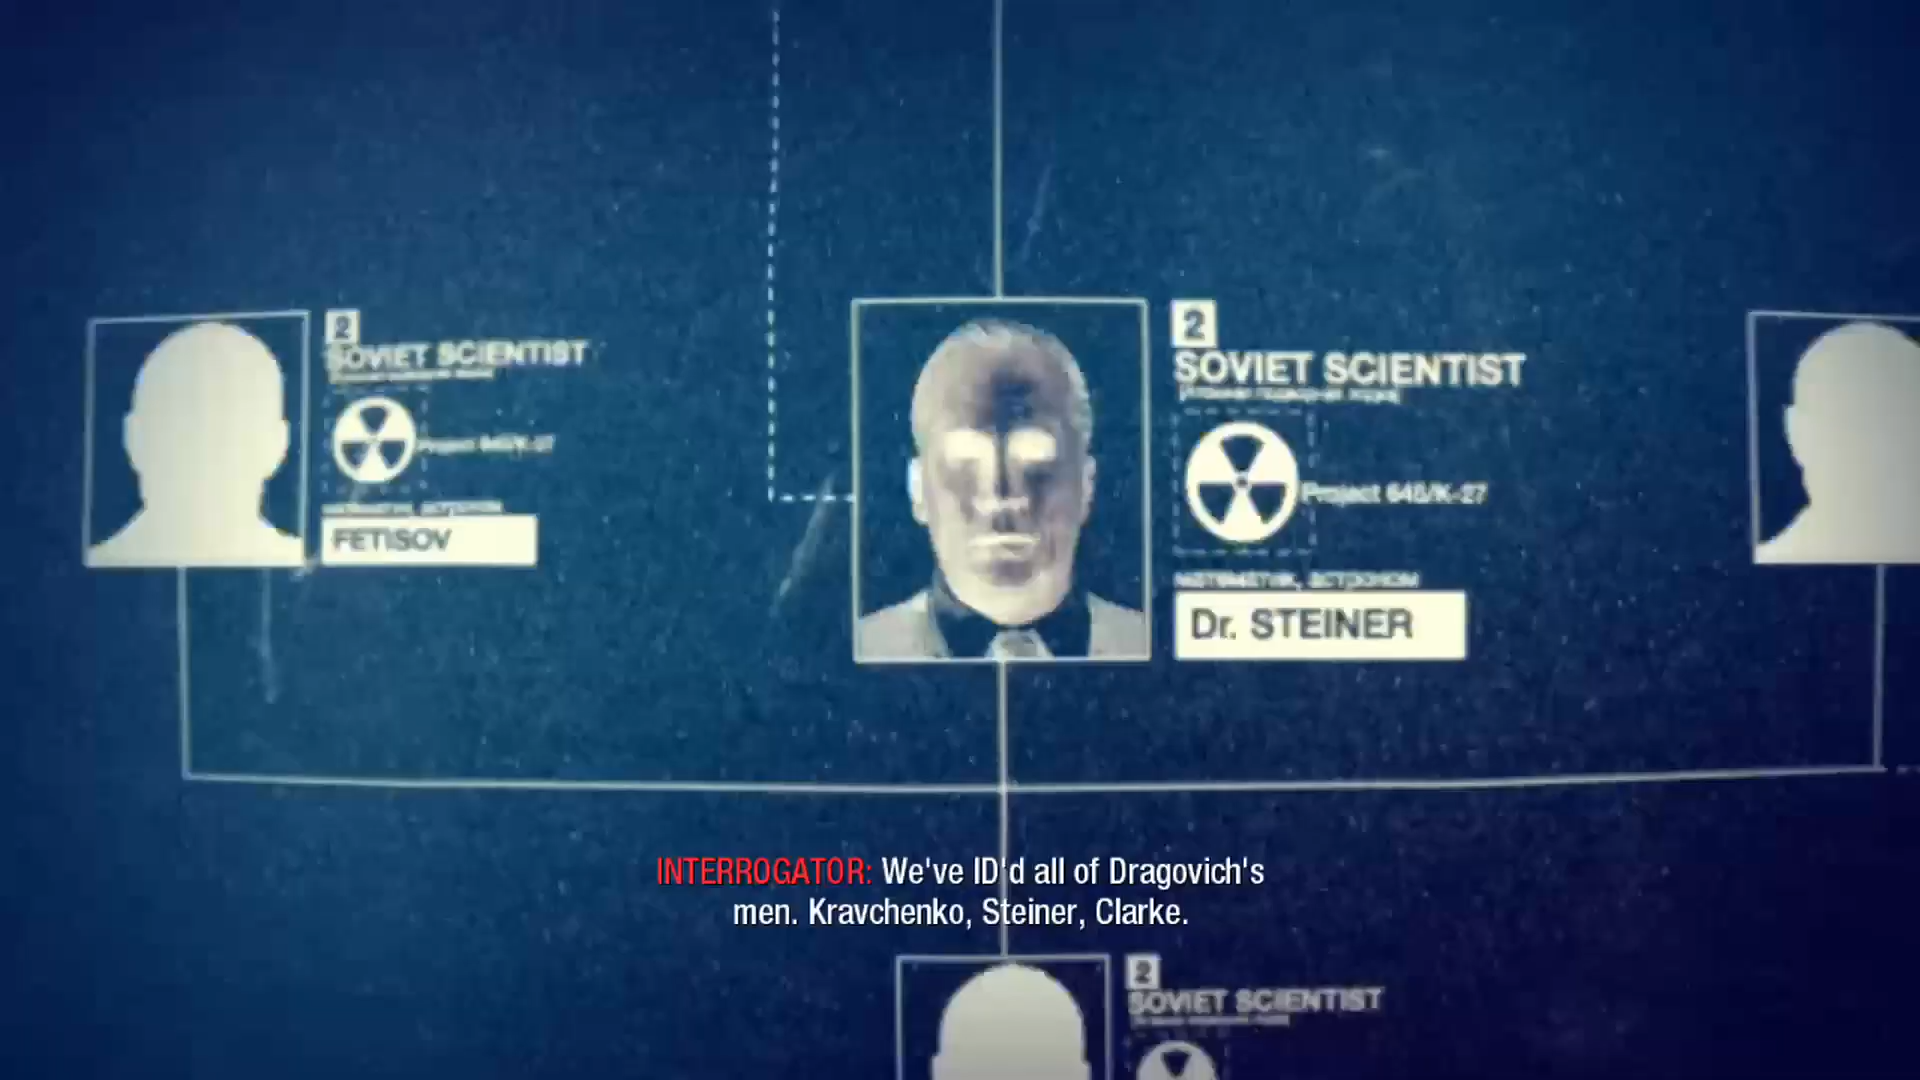 2
SOVIET SCIENTIST
FETISOV
2
SOVIET SCIENTIST
Project 648/K-27
Dr. STEINER
INTERROGATOR: We've ID'd all of Dragovich's
men. Kravchenko, Steiner, Clarke.
2
SOVIET SCIENTIST